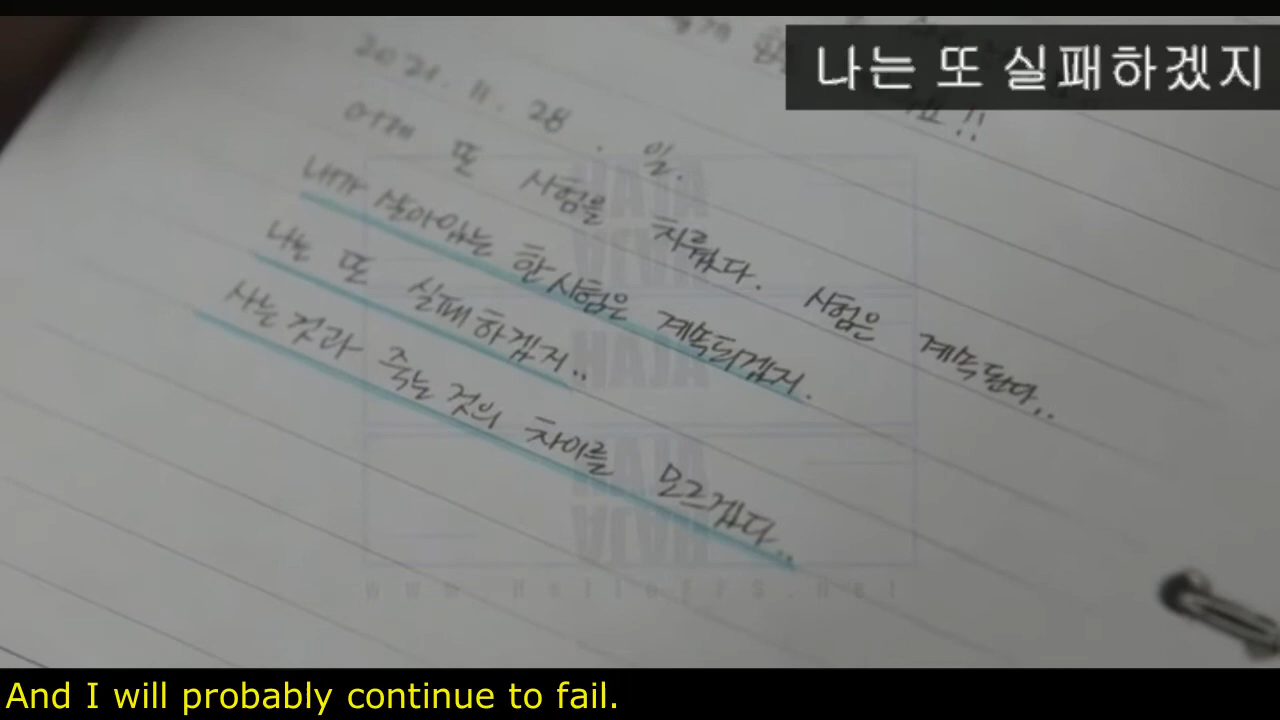 나는 또 실패하겠지
요!!
2021. 11. 28. 일.
어제 또 시험을 치뤘다. 시험은 계속된다..
내가 살아있는 한 시험은 계속되겠지.
나는 또 실패하겠지..
사는 것과 죽는 것의 차이를 모르겠다..
And I will probably continue to fail.